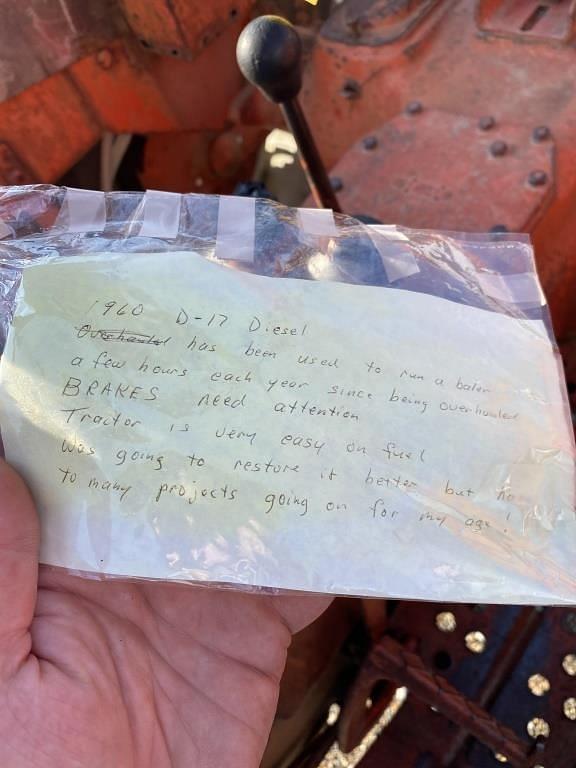 1960 D-17 Diesel
Overhauled has been used to run a baler
a few hours each year since being overhauled
BRAKES need attention
Tractor is very easy on fuel
Was going to restore it better but no
to many projects going on for my age!